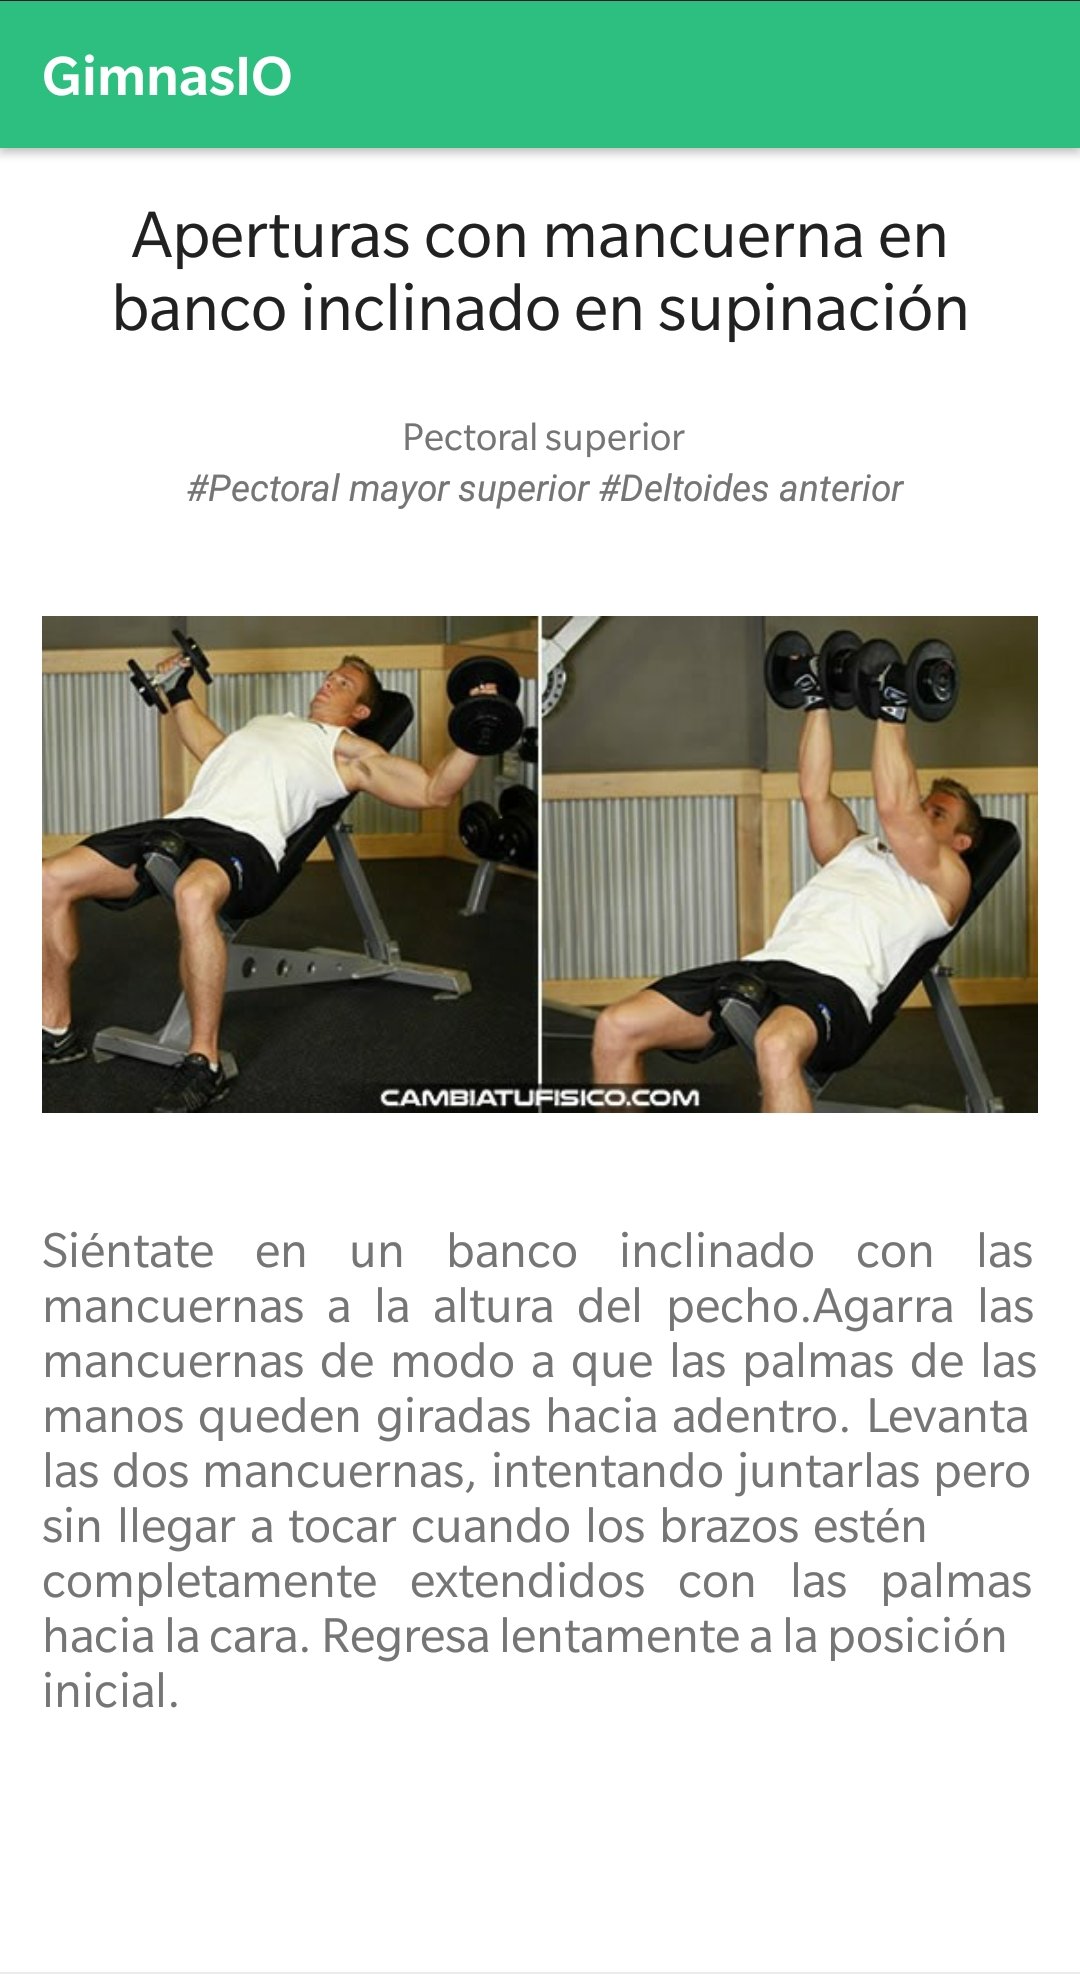 GimnasIO
Aperturas con mancuerna en
banco inclinado en supinación
Pectoral superior
#Pectoral mayor superior #Deltoides anterior
CAMBIATUFISICO.COM
Siéntate en un banco inclinado con las
mancuernas a la altura del pecho.Agarra las
mancuernas de modo a que las palmas de las
manos queden giradas hacia adentro. Levanta
las dos mancuernas, intentando juntarlas pero
sin llegar a tocar cuando los brazos estén
completamente extendidos con las palmas
hacia la cara. Regresa lentamente a la posición
inicial.